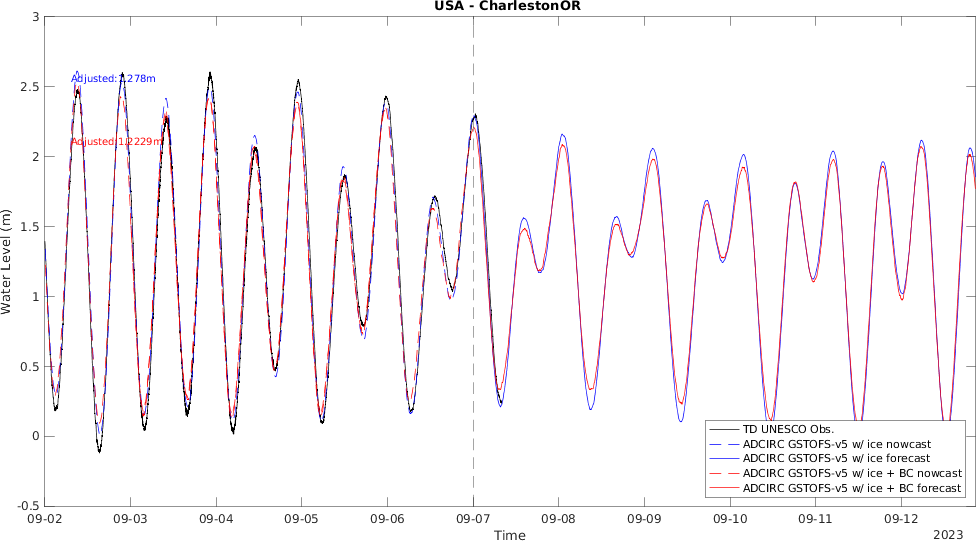 USA - CharlestonOR
3
2.5
2
1.5
1
0.5
0
-0.5
Water Level (m)
Adjusted:
278m
Adjusted:
2229m
09-02
09-03
09-04
09-05
09-06
09-07
09-08
09-09
09-10
09-11
09-12
Time
2023
TD UNESCO Obs.
ADCIRC GSTOFS-v5 w/ ice nowcast
ADCIRC GSTOFS-v5 w/ ice forecast
ADCIRC GSTOFS-v5 w/ ice + BC nowcast
ADCIRC GSTOFS-v5 w/ ice + BC forecast